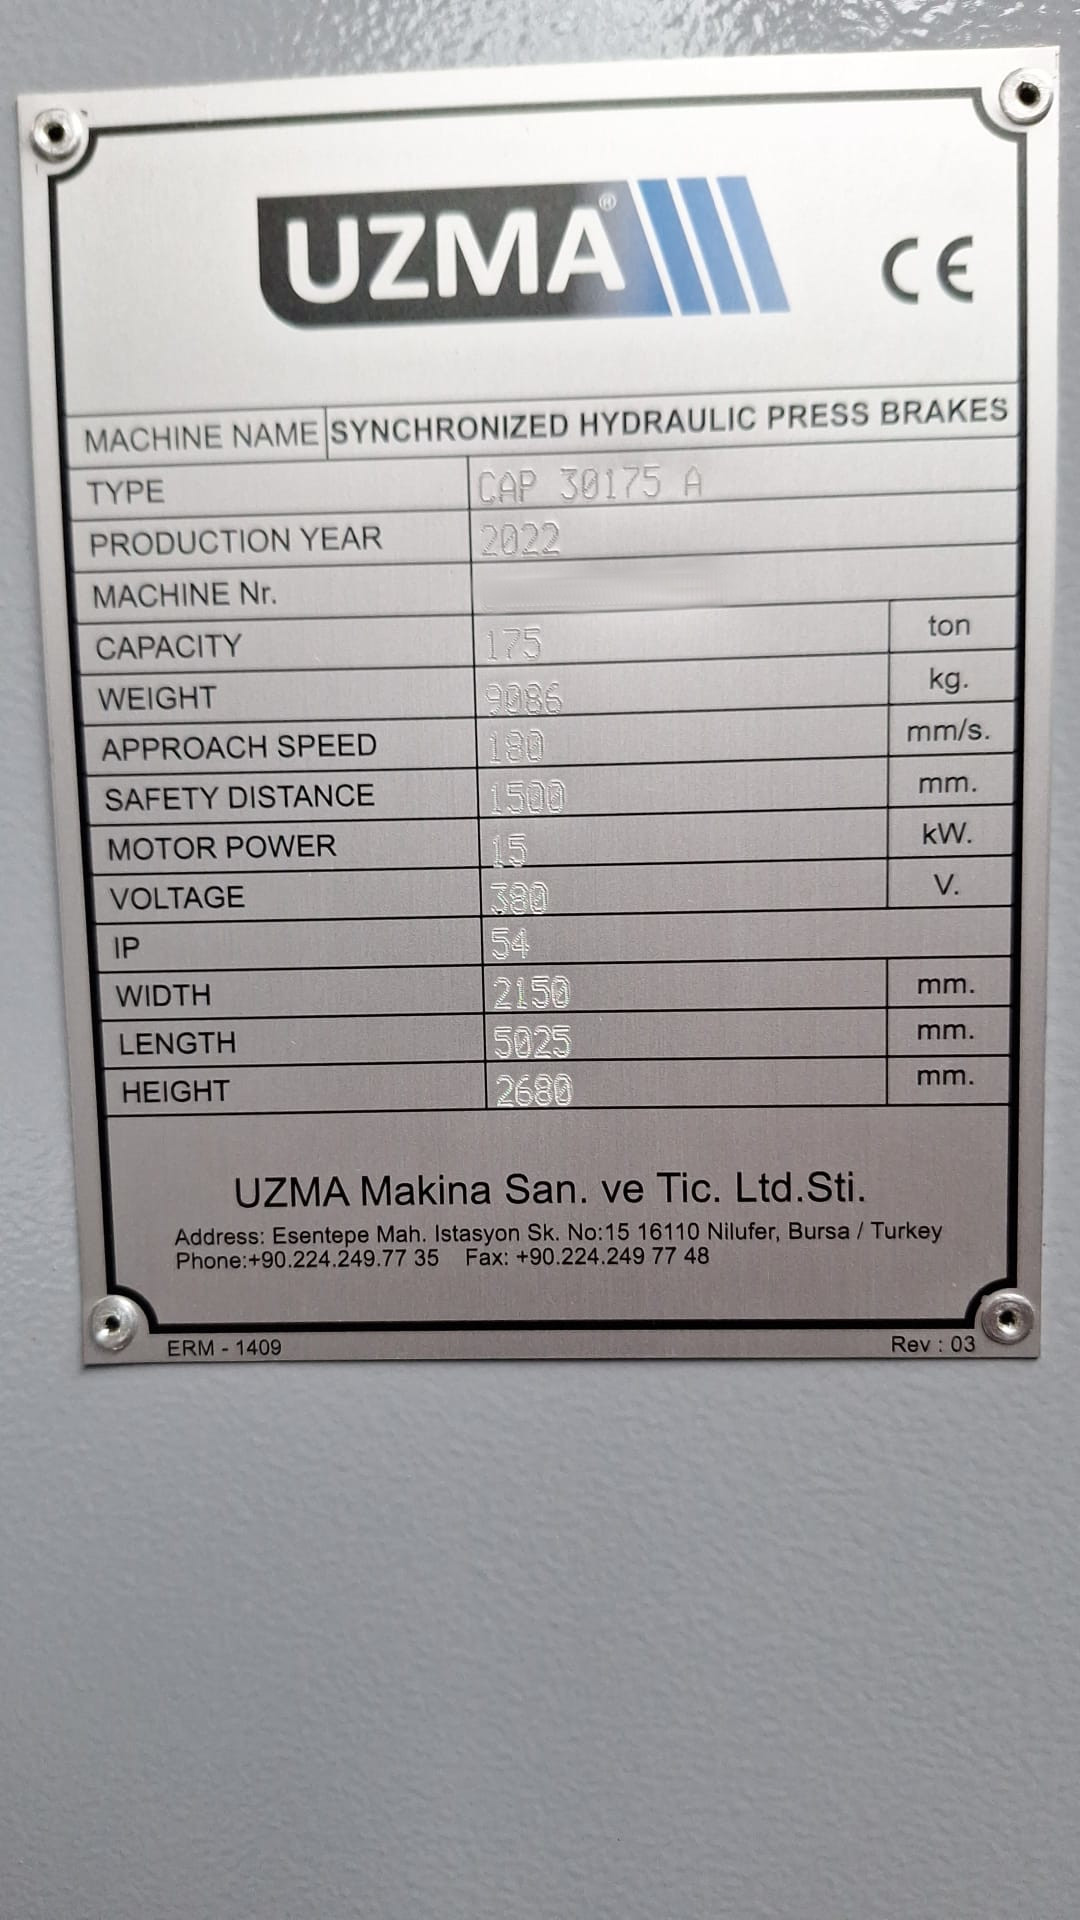 UZMA®
CE
MACHINE NAME SYNCHRONIZED HYDRAULIC PRESS BRAKES
TYPE CAP 30175 A
PRODUCTION YEAR 2022
MACHINE Nr.
CAPACITY 175 ton
WEIGHT 9086 kg.
APPROACH SPEED 180 mm/s.
SAFETY DISTANCE 1500 mm.
MOTOR POWER 15 kW.
VOLTAGE 380 V.
IP 54
WIDTH 2150 mm.
LENGTH 5025 mm.
HEIGHT 2680 mm.
UZMA Makina San. ve Tic. Ltd.Sti.
Address: Esentepe Mah. Istasyon Sk. No:15 16110 Nilufer, Bursa / Turkey
Phone:+90.224.249.77 35 Fax: +90.224.249 77 48
ERM - 1409 Rev : 03